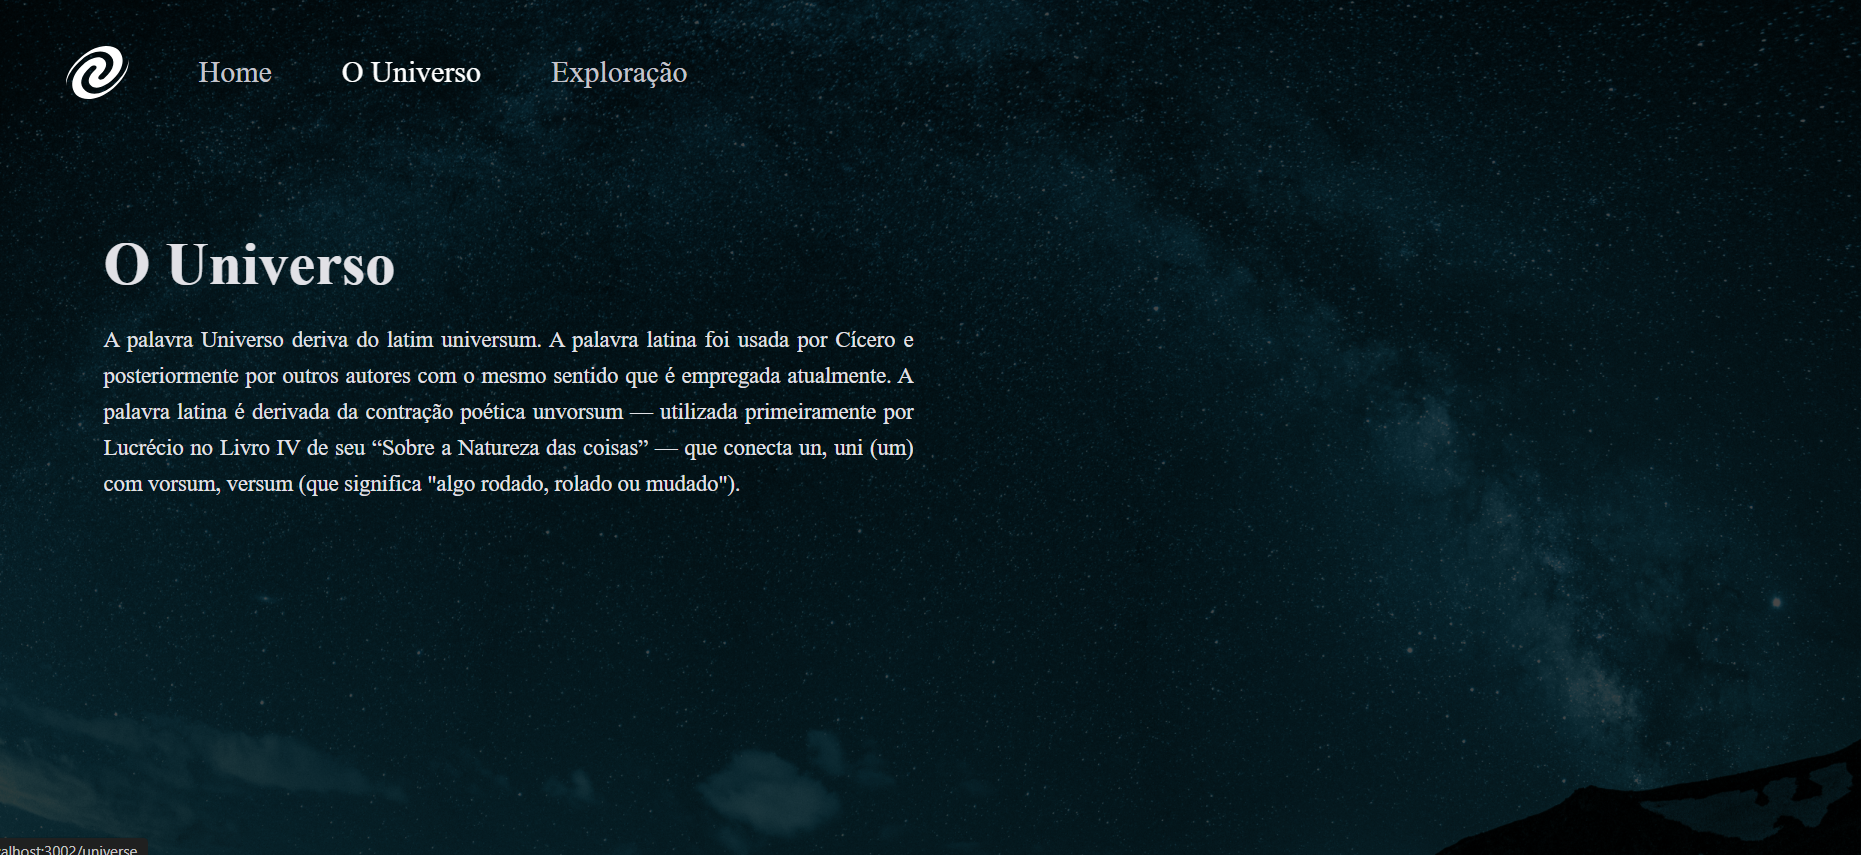 Home O Universo Exploração
O Universo
A palavra Universo deriva do latim universum. A palavra latina foi usada por Cícero e
posteriormente por outros autores com o mesmo sentido que é empregada atualmente. A
palavra latina é derivada da contração poética unvorsum — utilizada primeiramente por
Lucrécio no Livro IV de seu “Sobre a Natureza das coisas” — que conecta un, uni (um)
com vorsum, versum (que significa "algo rodado, rolado ou mudado").
alhost:3002/universe